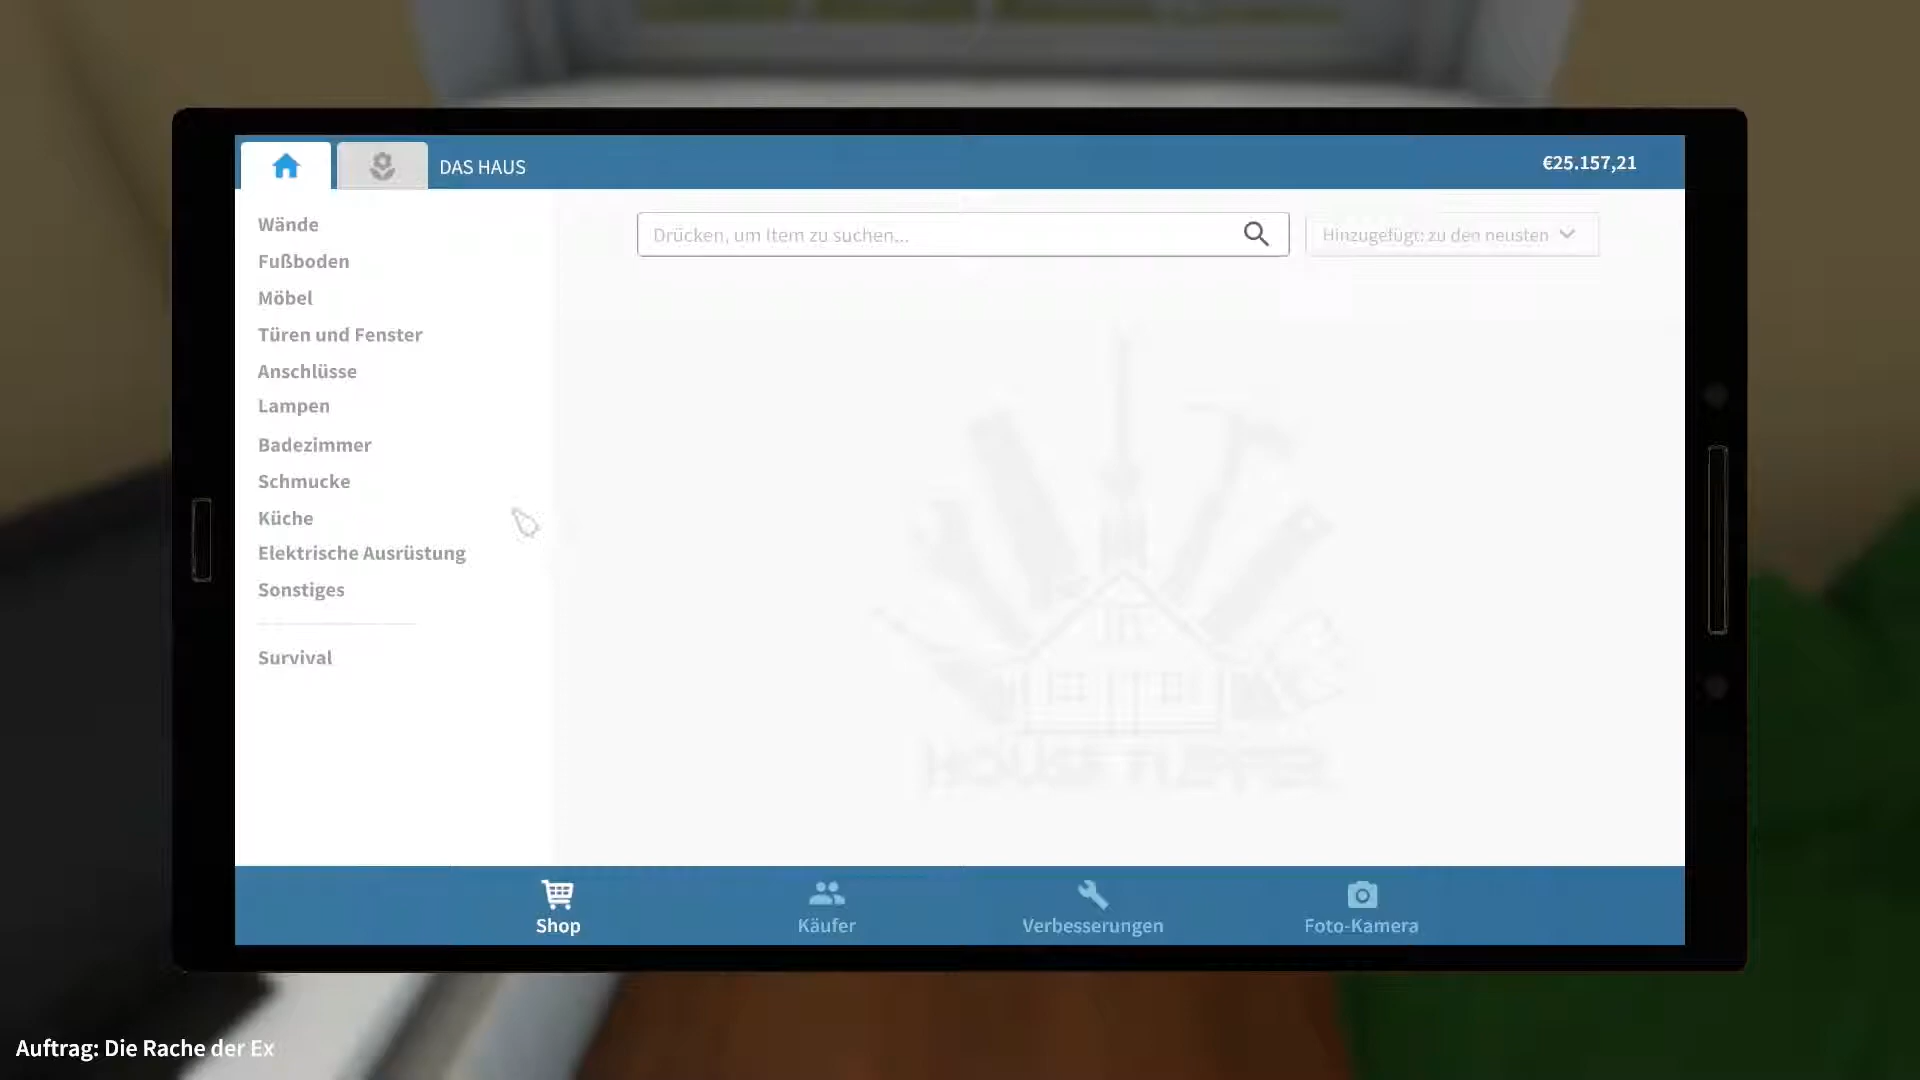 DAS HAUS
€25.157,21
Wände
Drücken, um Item zu suchen...
Hinzugefügt: zu den neusten
Fußboden
Möbel
Türen und Fenster
Anschlüsse
Lampen
Badezimmer
Schmucke
Küche
Elektrische Ausrüstung
Sonstiges
Survival
HOUSE FLIPPER
Shop
Käufer
Verbesserungen
Foto-Kamera
Auftrag: Die Rache der Ex